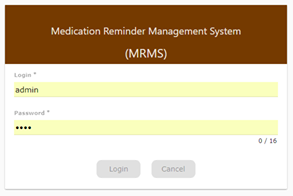 Medication Reminder Management System
(MRMS)
Login *
admin
Password *
••••
0 / 16
Login Cancel